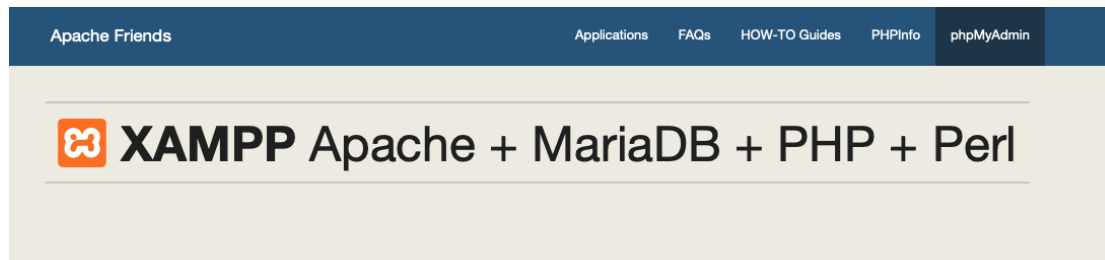 Apache Friends Applications FAQs HOW-TO Guides PHPInfo phpMyAdmin
XAMPP Apache + MariaDB + PHP + Perl